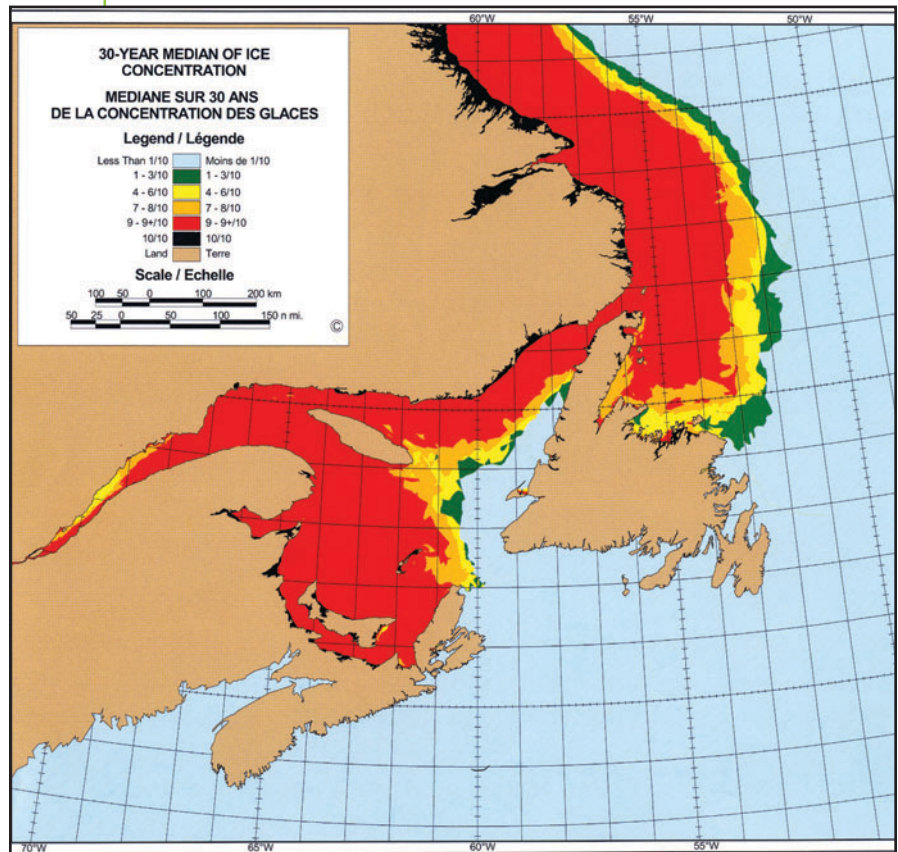 60°W 55°W 50°W
30-YEAR MEDIAN OF ICE
CONCENTRATION
MEDIANE SUR 30 ANS
DE LA CONCENTRATION DES GLACES
Legend / Légende
Less Than 1/10 Moins de 1/10
1 - 3/10 1 - 3/10
4 - 6/10 4 - 6/10
7 - 8/10 7 - 8/10
9 - 9+/10 9 - 9+/10
10/10 10/10
Land Terre
Scale / Echelle
100 50 0 100 200 km
50 25 0 50 100 150 n mi.
©
70°W 65°W 60°W 55°W